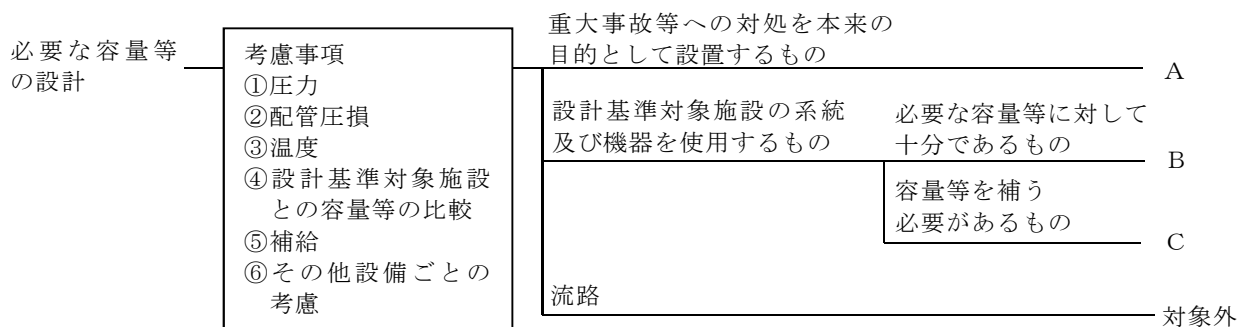 必要な容量等
の設計
考慮事項
①圧力
②配管圧損
③温度
④設計基準対象施設
との容量等の比較
⑤補給
⑥その他設備ごとの
考慮
重大事故等への対処を本来の
目的として設置するもの
A
設計基準対象施設の系統
及び機器を使用するもの
必要な容量等に対して
十分であるもの
B
容量等を補う
必要があるもの
C
流路
対象外